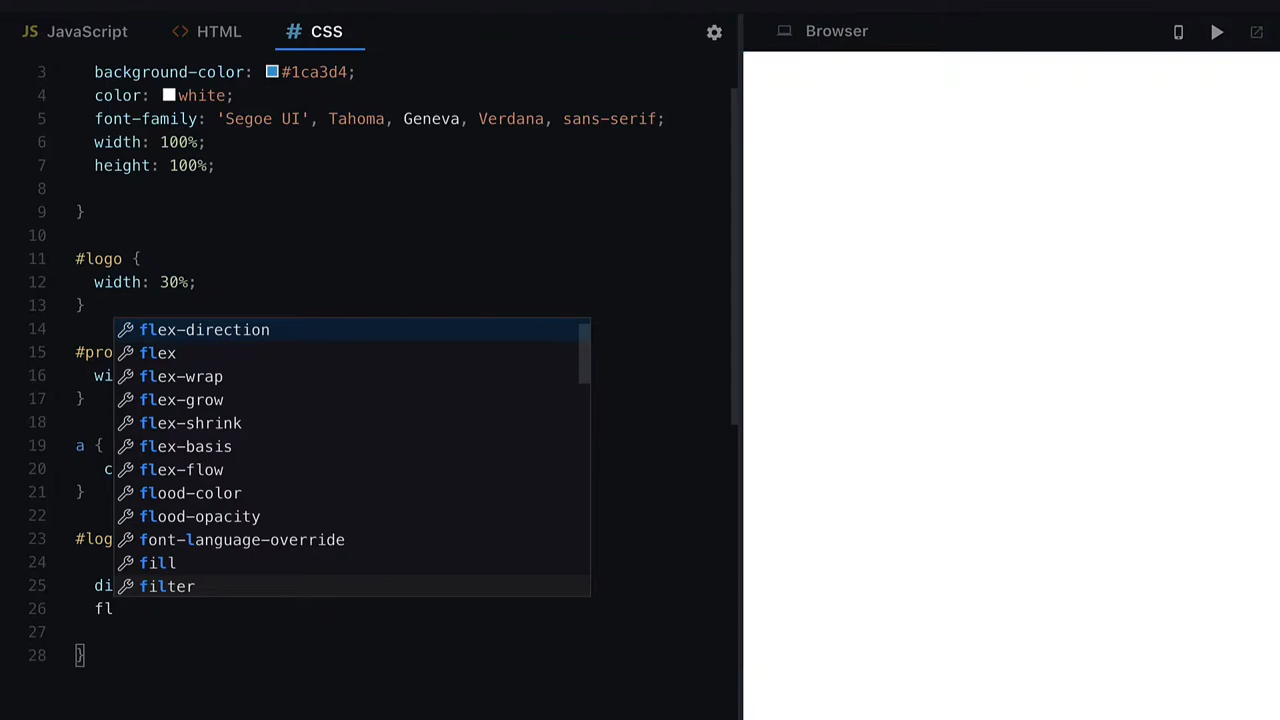 JS JavaScript <> HTML # CSS Browser
3 background-color: #1ca3d4;
4 color: white;
5 font-family: 'Segoe UI', Tahoma, Geneva, Verdana, sans-serif;
6 width: 100%;
7 height: 100%;
8
9 }
10
11 #logo {
12 width: 30%;
13 }
14 flex-direction
15 #pro flex
16 wi flex-wrap
17 } flex-grow
18 flex-shrink
19 a { flex-basis
20 c flex-flow
21 } flood-color
22 flood-opacity
23 #log font-language-override
24 fill
25 di filter
26 fl
27
28 }